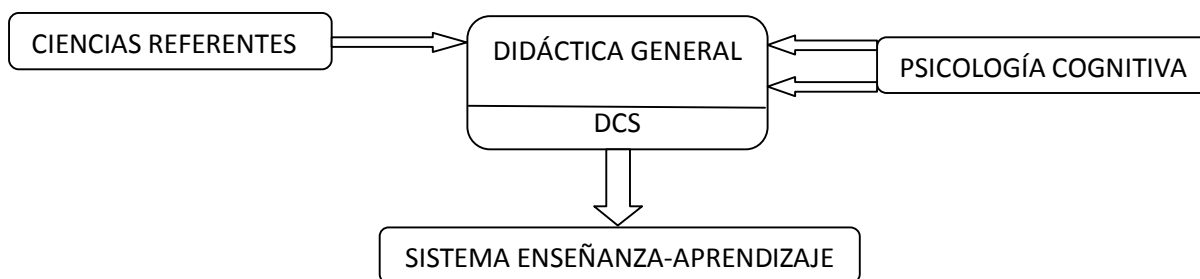 CIENCIAS REFERENTES
DIDÁCTICA GENERAL
DCS
PSICOLOGÍA COGNITIVA
SISTEMA ENSEÑANZA-APRENDIZAJE